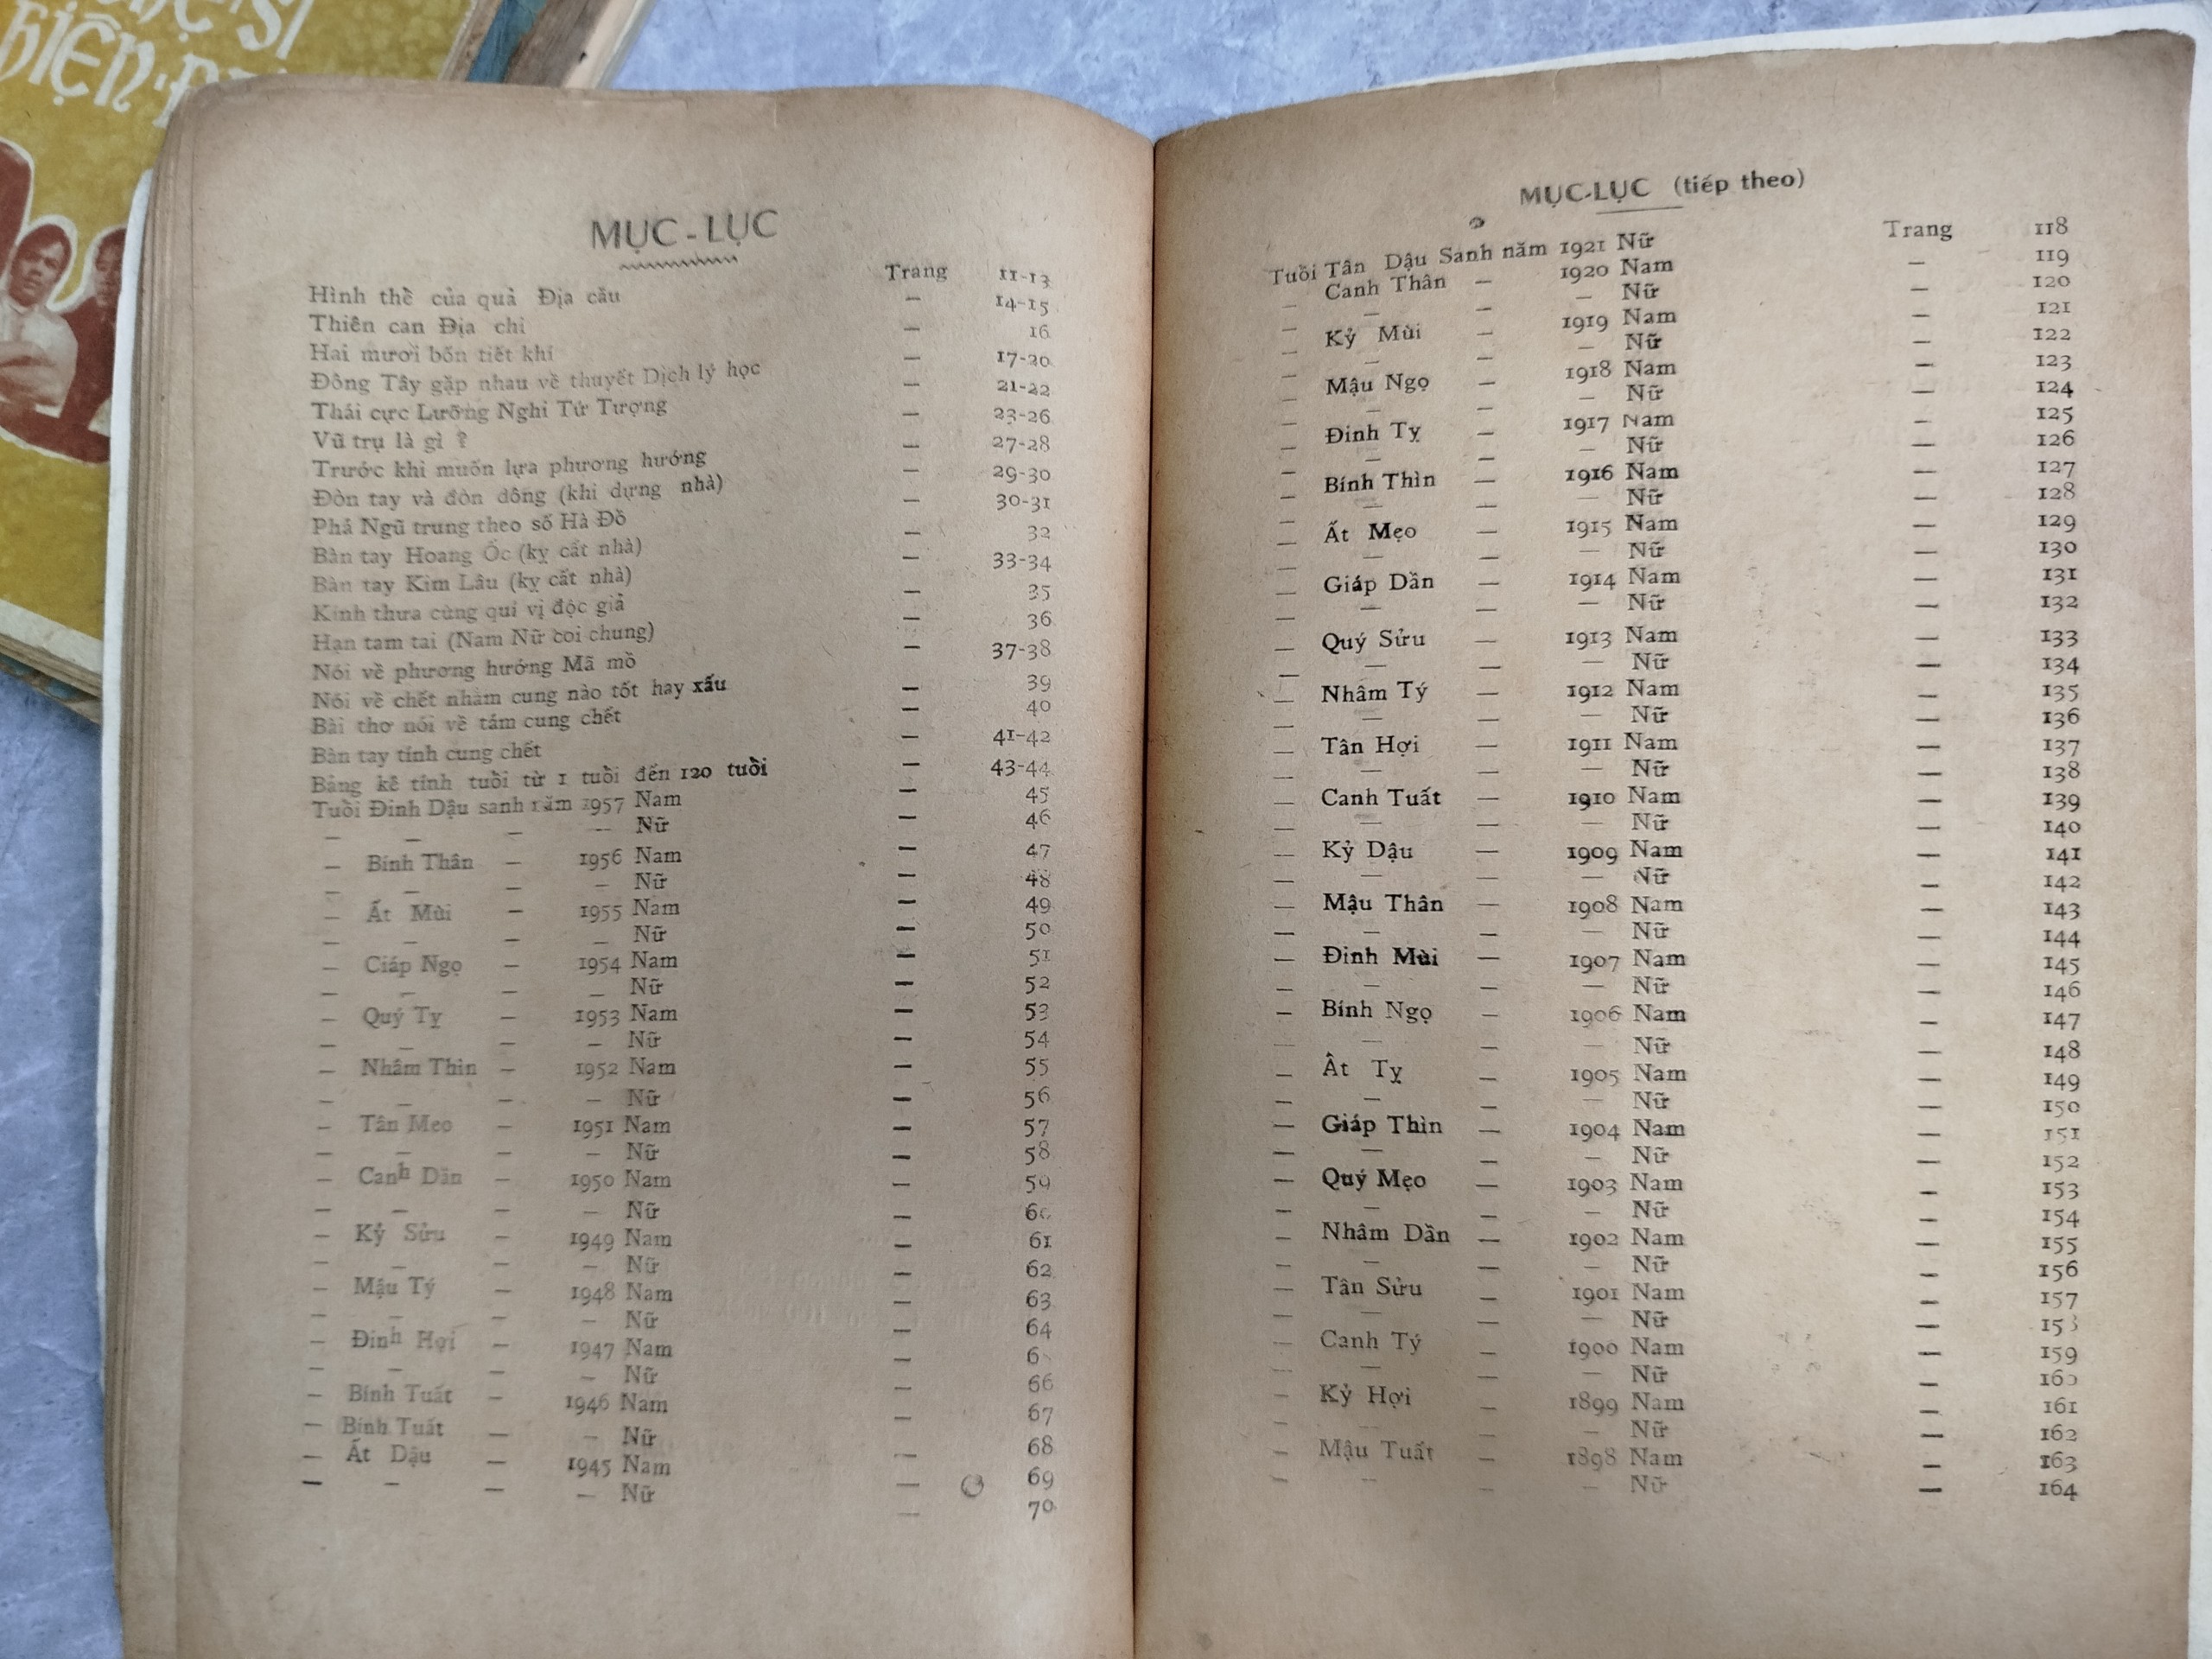 HIỆN ĐẠI
MỤC-LỤC
Hình thể của quả Địa cầu Trang 11-13
Thiên can Địa chi — 14-15
Hai mươi bốn tiết khí — 16
Đông Tây gặp nhau về thuyết Dịch lý học — 17-20
Thái cực Lưỡng Nghi Tứ Tượng — 21-22
Vũ trụ là gì ? — 23-26
Trước khi muốn lựa phương hướng — 27-28
Đòn tay và đòn dông (khi dựng nhà) — 29-30
Phá Ngũ trung theo số Hà Đồ — 30-31
Bàn tay Hoang Ốc (kỵ cất nhà) — 32
Bàn tay Kim Lâu (kỵ cất nhà) — 33-34
Kính thưa cùng quí vị độc giả — 35
Hạn tam tai (Nam Nữ coi chung) — 36
Nói về phương hướng Mã mồ — 37-38
Nói về chết nhằm cung nào tốt hay xấu — 39
Bài thơ nói về tám cung chết — 40
Bàn tay tính cung chết — 41-42
Bảng kê tính tuổi từ 1 tuổi đến 120 tuổi — 43-44
Tuổi Đinh Dậu sanh năm 1957 Nam — 45
— — — — Nữ — 46
— Bính Thân — 1956 Nam — 47
— — — — Nữ — 48
— Ất Mùi — 1955 Nam — 49
— — — — Nữ — 50
— Ciáp Ngọ — 1954 Nam — 51
— — — — Nữ — 52
— Quý Tỵ — 1953 Nam — 53
— — — — Nữ — 54
— Nhâm Thìn — 1952 Nam — 55
— — — — Nữ — 56
— Tân Mẹo — 1951 Nam — 57
— — — — Nữ — 58
— Canh Dần — 1950 Nam — 59
— — — — Nữ — 60
— Kỷ Sửu — 1949 Nam — 61
— — — — Nữ — 62
— Mậu Tý — 1948 Nam — 63
— — — — Nữ — 64
— Đinh Hợi — 1947 Nam — 6
— — — — Nữ — 66
— Bính Tuất — 1946 Nam — 67
— Bính Tuất — — Nữ — 68
— Ất Dậu — 1945 Nam — 69
— — — — Nữ — 70
MỤC-LỤC (tiếp theo)
Tuổi Tân Dậu Sanh năm 1921 Nữ Trang 118
— Canh Thân — 1920 Nam — 119
— — — — Nữ — 120
— Kỷ Mùi — 1919 Nam — 121
— — — — Nữ — 122
— Mậu Ngọ — 1918 Nam — 123
— — — — Nữ — 124
— Đinh Tỵ — 1917 Nam — 125
— — — — Nữ — 126
— Bính Thìn — 1916 Nam — 127
— — — — Nữ — 128
— Ất Mẹo — 1915 Nam — 129
— — — — Nữ — 130
— Giáp Dần — 1914 Nam — 131
— — — — Nữ — 132
— Quý Sửu — 1913 Nam — 133
— — — — Nữ — 134
— Nhâm Tý — 1912 Nam — 135
— — — — Nữ — 136
— Tân Hợi — 1911 Nam — 137
— — — — Nữ — 138
— Canh Tuất — 1910 Nam — 139
— — — — Nữ — 140
— Kỷ Dậu — 1909 Nam — 141
— — — — Nữ — 142
— Mậu Thân — 1908 Nam — 143
— — — — Nữ — 144
— Đinh Mùi — 1907 Nam — 145
— — — — Nữ — 146
— Bính Ngọ — 1906 Nam — 147
— — — — Nữ — 148
— Ất Tỵ — 1905 Nam — 149
— — — — Nữ — 150
— Giáp Thìn — 1904 Nam — 151
— — — — Nữ — 152
— Quý Mẹo — 1903 Nam — 153
— — — — Nữ — 154
— Nhâm Dần — 1902 Nam — 155
— — — — Nữ — 156
— Tân Sửu — 1901 Nam — 157
— — — — Nữ — 158
— Canh Tý — 1900 Nam — 159
— — — — Nữ — 160
— Kỷ Hợi — 1899 Nam — 161
— — — — Nữ — 162
— Mậu Tuất — 1898 Nam — 163
— — — — Nữ — 164